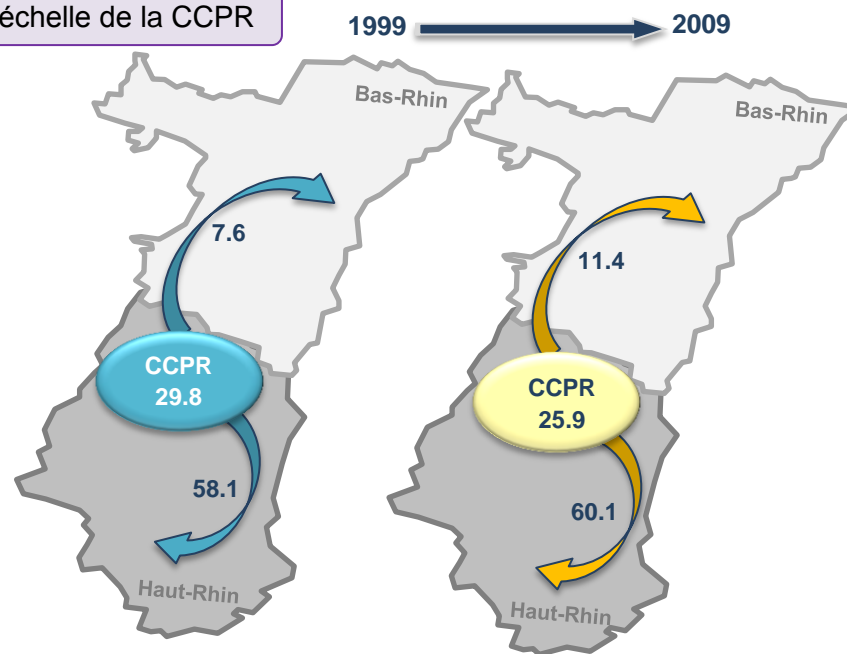 échelle de la CCPR
1999
2009
Bas-Rhin
7.6
CCPR
29.8
58.1
Haut-Rhin
Bas-Rhin
11.4
CCPR
25.9
60.1
Haut-Rhin